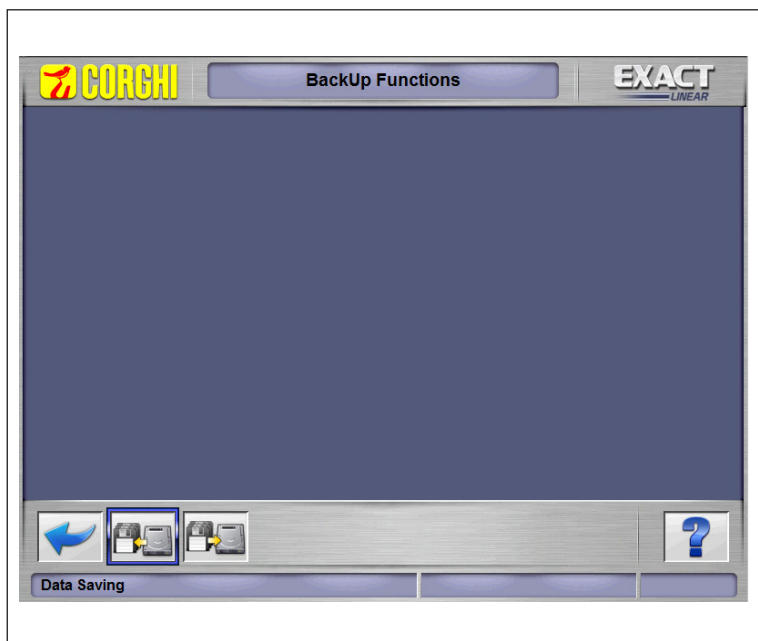 CORGHI
BackUp Functions
EXACT
LINEAR
?
Data Saving